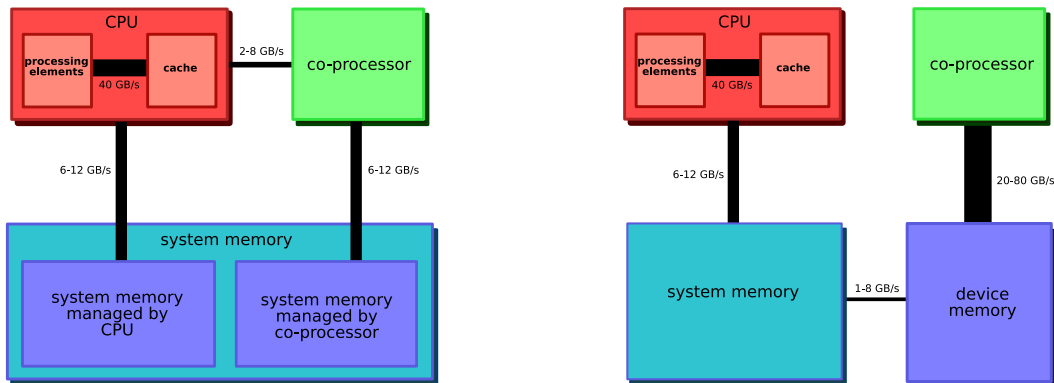 CPU
processing
elements
cache
40 GB/s
2-8 GB/s
co-processor
6-12 GB/s
6-12 GB/s
system memory
system memory
managed by
CPU
system memory
managed by
co-processor
CPU
processing
elements
cache
40 GB/s
co-processor
6-12 GB/s
20-80 GB/s
system memory
1-8 GB/s
device
memory